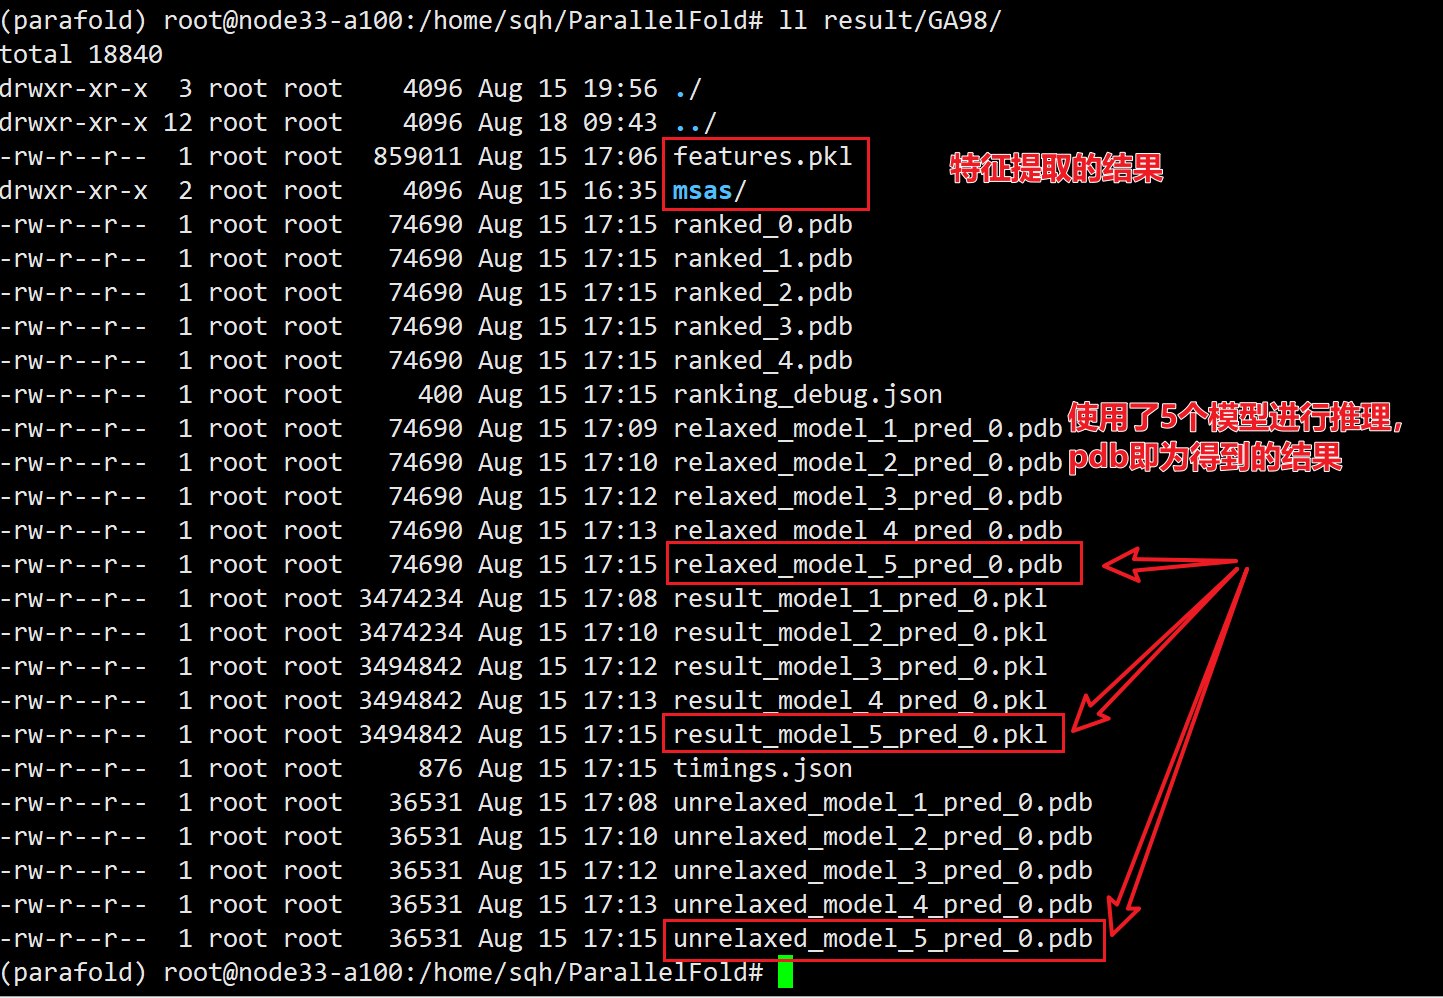 (parafold) root@node33-a100:/home/sqh/ParallelFold# ll result/GA98/
total 18840
drwxr-xr-x  3 root root    4096 Aug 15 19:56 ./
drwxr-xr-x 12 root root    4096 Aug 18 09:43 ../
-rw-r--r--  1 root root  859011 Aug 15 17:06 features.pkl
特征提取的结果
drwxr-xr-x  2 root root    4096 Aug 15 16:35 msas/
-rw-r--r--  1 root root   74690 Aug 15 17:15 ranked_0.pdb
-rw-r--r--  1 root root   74690 Aug 15 17:15 ranked_1.pdb
-rw-r--r--  1 root root   74690 Aug 15 17:15 ranked_2.pdb
-rw-r--r--  1 root root   74690 Aug 15 17:15 ranked_3.pdb
-rw-r--r--  1 root root   74690 Aug 15 17:15 ranked_4.pdb
-rw-r--r--  1 root root     400 Aug 15 17:15 ranking_debug.json
-rw-r--r--  1 root root   74690 Aug 15 17:09 relaxed_model_1_pred_0.pdb
使用了5个模型进行推理,
-rw-r--r--  1 root root   74690 Aug 15 17:10 relaxed_model_2_pred_0.pdb
pdb即为得到的结果
-rw-r--r--  1 root root   74690 Aug 15 17:12 relaxed_model_3_pred_0.pdb
-rw-r--r--  1 root root   74690 Aug 15 17:13 relaxed_model_4_pred_0.pdb
-rw-r--r--  1 root root   74690 Aug 15 17:15 relaxed_model_5_pred_0.pdb
-rw-r--r--  1 root root 3474234 Aug 15 17:08 result_model_1_pred_0.pkl
-rw-r--r--  1 root root 3474234 Aug 15 17:10 result_model_2_pred_0.pkl
-rw-r--r--  1 root root 3494842 Aug 15 17:12 result_model_3_pred_0.pkl
-rw-r--r--  1 root root 3494842 Aug 15 17:13 result_model_4_pred_0.pkl
-rw-r--r--  1 root root 3494842 Aug 15 17:15 result_model_5_pred_0.pkl
-rw-r--r--  1 root root     876 Aug 15 17:15 timings.json
-rw-r--r--  1 root root   36531 Aug 15 17:08 unrelaxed_model_1_pred_0.pdb
-rw-r--r--  1 root root   36531 Aug 15 17:10 unrelaxed_model_2_pred_0.pdb
-rw-r--r--  1 root root   36531 Aug 15 17:12 unrelaxed_model_3_pred_0.pdb
-rw-r--r--  1 root root   36531 Aug 15 17:13 unrelaxed_model_4_pred_0.pdb
-rw-r--r--  1 root root   36531 Aug 15 17:15 unrelaxed_model_5_pred_0.pdb
(parafold) root@node33-a100:/home/sqh/ParallelFold#